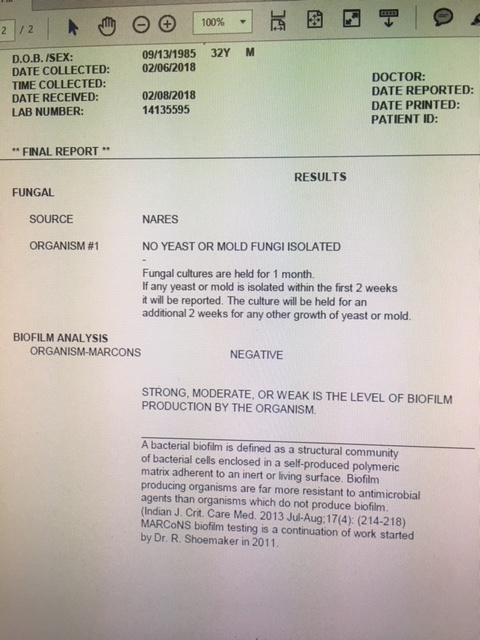 2 / 2
100%
D.O.B. /SEX: 09/13/1985 32Y M
DATE COLLECTED: 02/06/2018
TIME COLLECTED:
DATE RECEIVED: 02/08/2018
LAB NUMBER: 14135595
DOCTOR:
DATE REPORTED:
DATE PRINTED:
PATIENT ID:
** FINAL REPORT **
RESULTS
FUNGAL
SOURCE NARES
ORGANISM #1 NO YEAST OR MOLD FUNGI ISOLATED
-
Fungal cultures are held for 1 month.
If any yeast or mold is isolated within the first 2 weeks
it will be reported. The culture will be held for an
additional 2 weeks for any other growth of yeast or mold.
BIOFILM ANALYSIS
ORGANISM-MARCONS NEGATIVE
STRONG, MODERATE, OR WEAK IS THE LEVEL OF BIOFILM
PRODUCTION BY THE ORGANISM.
A bacterial biofilm is defined as a structural community
of bacterial cells enclosed in a self-produced polymeric
matrix adherent to an inert or living surface. Biofilm
producing organisms are far more resistant to antimicrobial
agents than organisms which do not produce biofilm.
(Indian J. Crit. Care Med. 2013 Jul-Aug;17(4): (214-218)
MARCoNS biofilm testing is a continuation of work started
by Dr. R. Shoemaker in 2011.